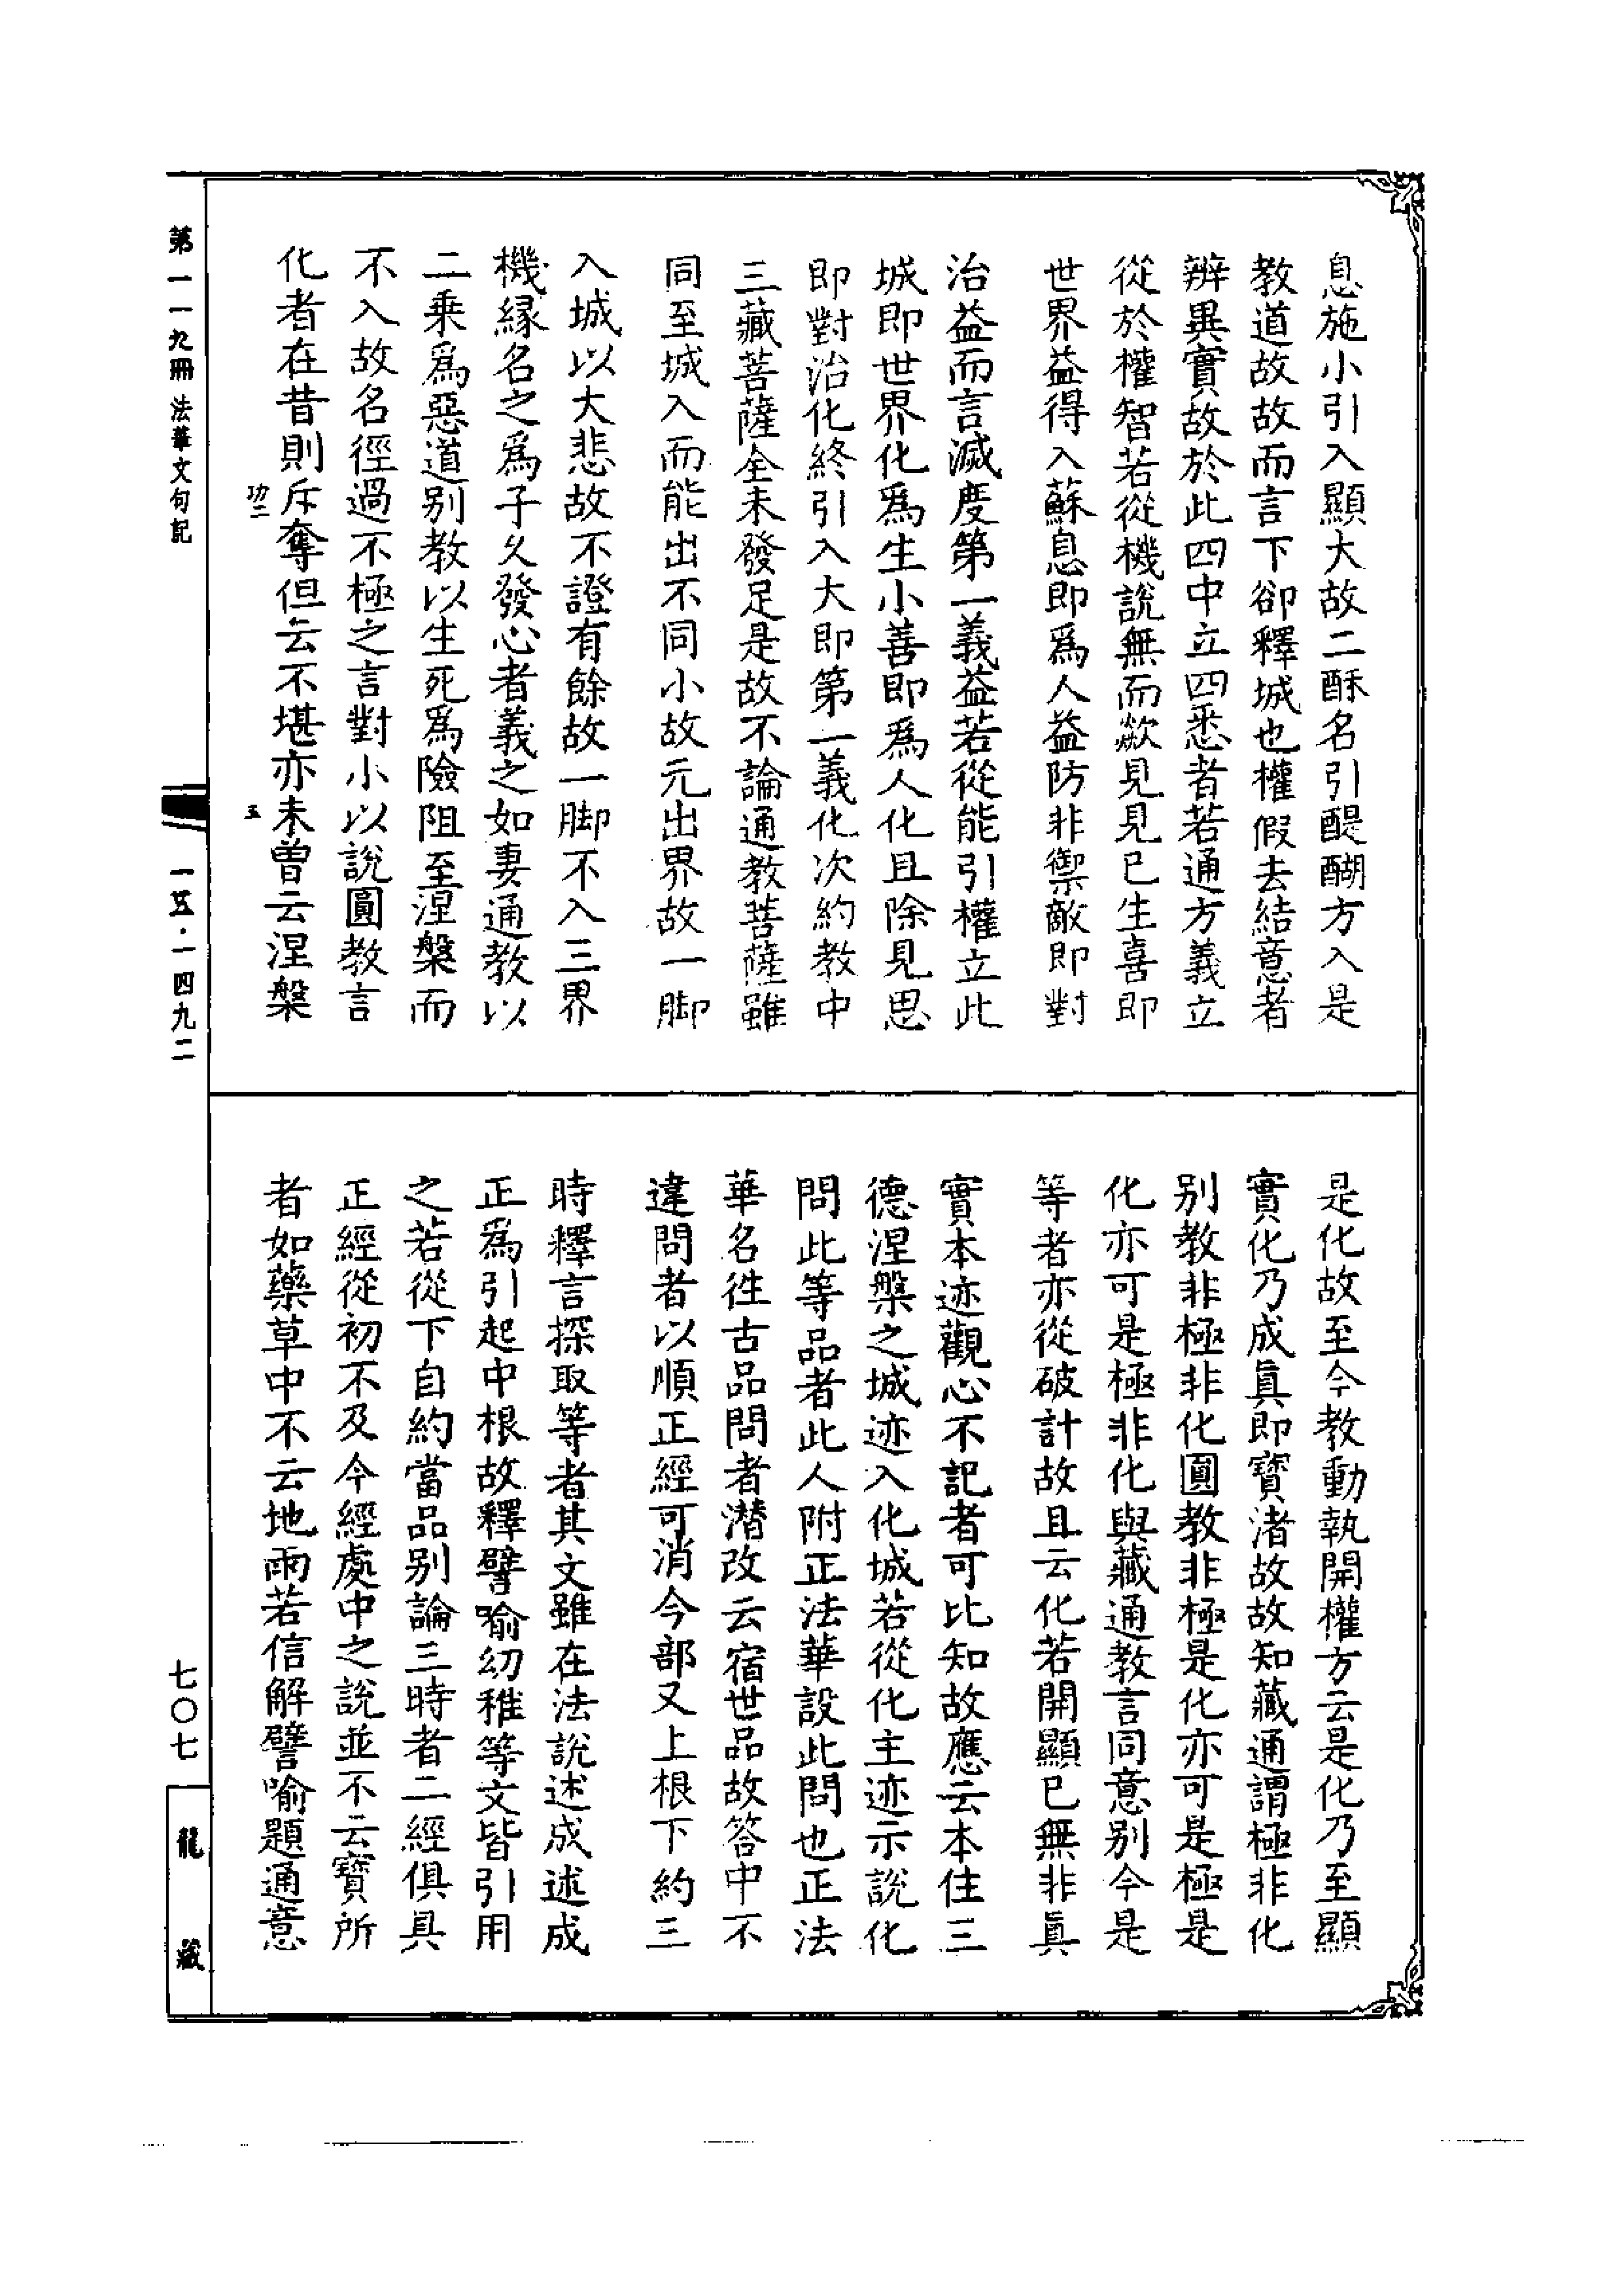 息施小引入顯大故二酥名引醍醐方入是
教道故故而言下卻釋城也權假去結意者
辨異實故於此四中立四悉者若通方義立
從於權智若從機說無而歘見見已生喜即
世界益得入蘇息即爲人益防非禦敵即對
治益而言滅度第一義益若從能引權立此
城即世界化爲生小善即爲人化且除見思
即對治化終引入大即第一義化次約教中
三藏菩薩全未發足是故不論通教菩薩雖
同至城入而能出不同小故元出界故一脚
入城以大悲故不證有餘故一脚不入三界
機緣名之爲子久發心者義之如妻通教以
二乗爲惡道别教以生死爲險阻至涅槃而
不入故名徑過不極之言對小以說圓教言
化者在昔則斥奪但云不堪亦未曽云涅槃
是化故至今教動執開權方云是化乃至顯
實化乃成眞即寳渚故故知藏通謂極非化
别教非極非化圓教非極是化亦可是極是
化亦可是極非化與藏通教言同意别今是
等者亦從破計故且云化若開顯已無非眞
實本迹觀心不記者可比知故應云本住三
德涅槃之城迹入化城若從化主迹示說化
問此等品者此人附正法華設此問也正法
華名徃古品問者潜改云宿世品故答中不
違問者以順正經可消今部又上根下約三
時釋言探取等者其文雖在法說述成述成
正爲引起中根故釋譬喻幼稚等文皆引用
之若從下自約當品别論三時者二經俱具
正經從初不及今經處中之說並不云寳所
者如藥草中不云地雨若信解譬喻題通意
功二
五
第一一九冊 法華文句記
一五·一四九二
七〇七
龍藏